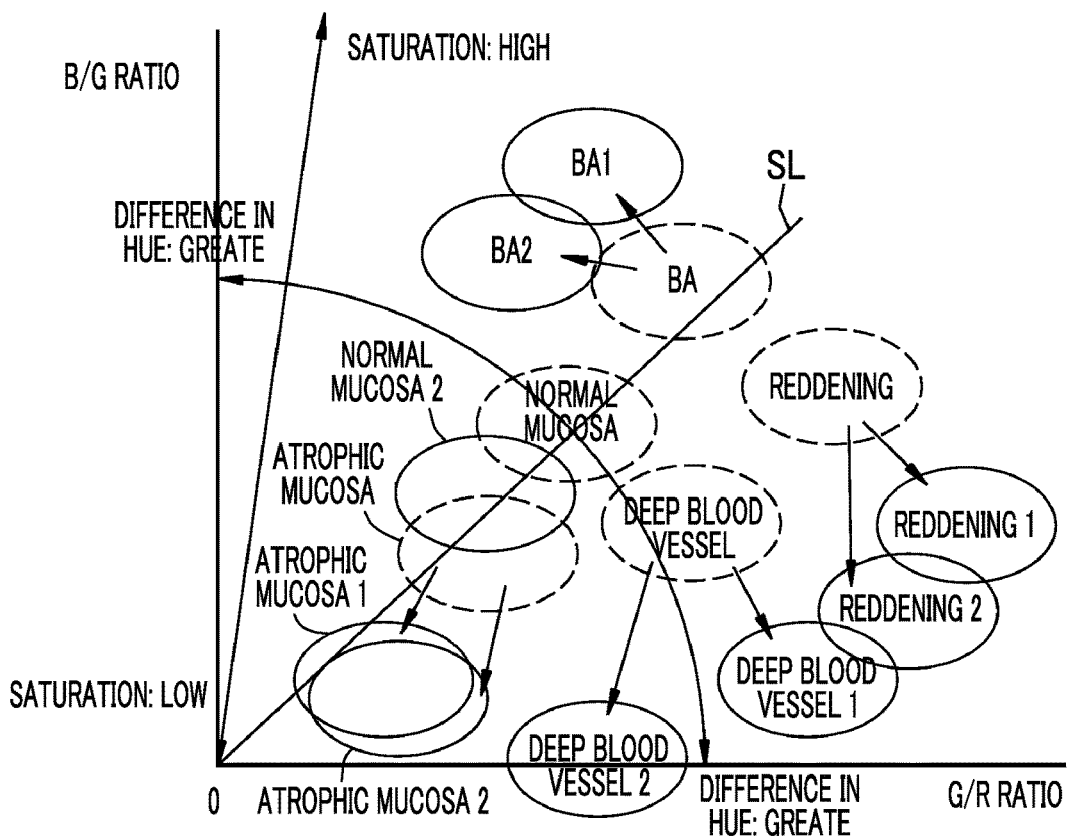 SATURATION: HIGH
B/G RATIO
BA1
SL
DIFFERENCE IN
HUE: GREATE
BA2
BA
NORMAL
MUCOSA 2
NORMAL
MUCOSA
REDDENING
ATROPHIC
MUCOSA
DEEP BLOOD
VESSEL
REDDENING 1
ATROPHIC
MUCOSA 1
REDDENING 2
SATURATION: LOW
DEEP BLOOD
VESSEL 1
DEEP BLOOD
VESSEL 2
0
ATROPHIC MUCOSA 2
DIFFERENCE IN
HUE: GREATE
G/R RATIO